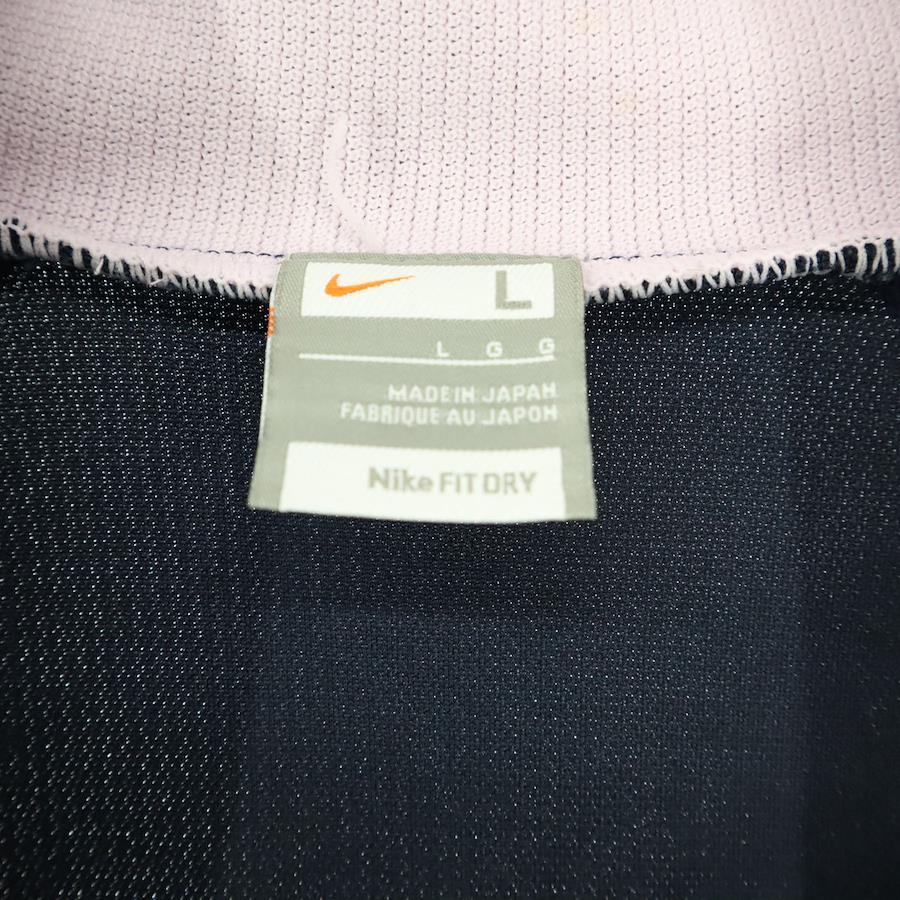 L
L G G
MADE IN JAPAN
FABRIQUE AU JAPON
Nike FIT DRY